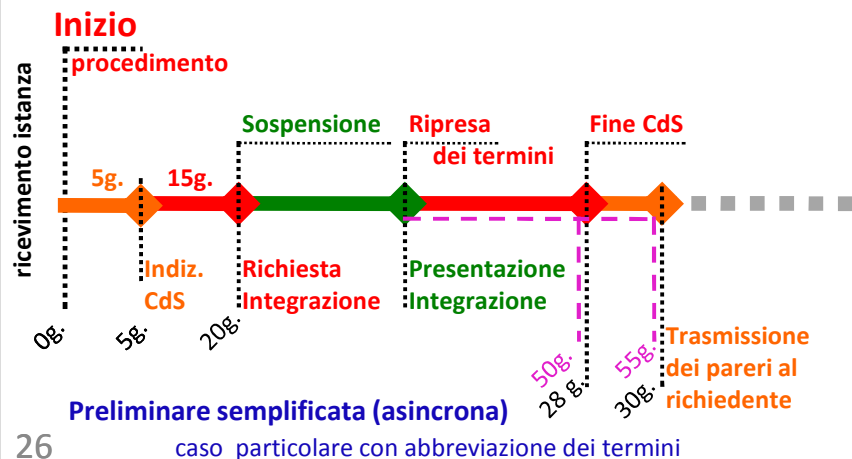 Inizio
procedimento
ricevimento istanza
Sospensione
Ripresa
dei termini
Fine CdS
5g.
15g.
Indiz.
CdS
Richiesta
Integrazione
Presentazione
Integrazione
0g.
5g.
20g.
50g.
28 g.
55g.
30g.
Trasmissione
dei pareri al
richiedente
Preliminare semplificata (asincrona)
26
caso particolare con abbreviazione dei termini